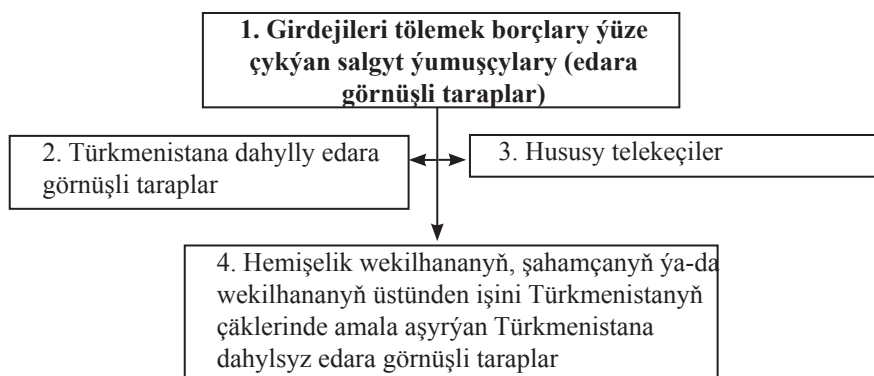 1. Girdejileri tölemek borçlary ýüze
çykýan salgyt ýumuşçylary (edara
görnüşli taraplar)
2. Türkmenistana dahylly edara
görnüşli taraplar
3. Hususy telekeçiler
4. Hemişelik wekilhananyň, şahamçanyň ýa-da
wekilhananyň üstünden işini Türkmenistanyň
çäklerinde amala aşyrýan Türkmenistana
dahylsyz edara görnüşli taraplar